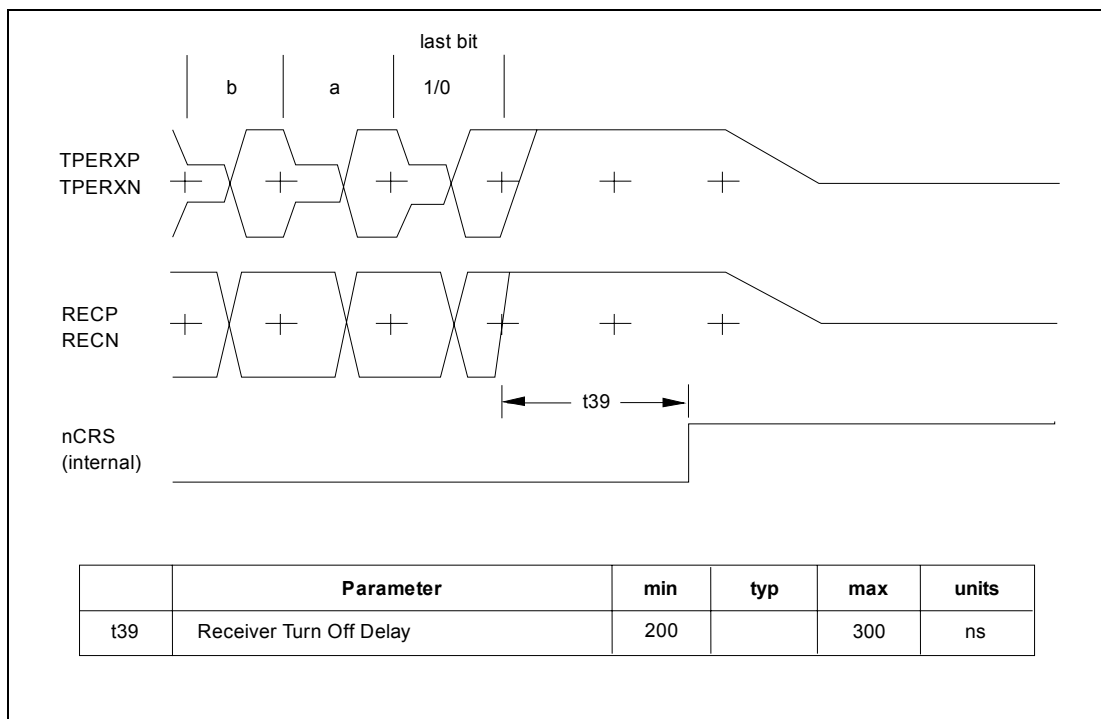 last bit
b a 1/0
TPERXP
TPERXN
RECP
RECN
t39
nCRS
(internal)
Parameter min typ max units
t39 Receiver Turn Off Delay 200 300 ns